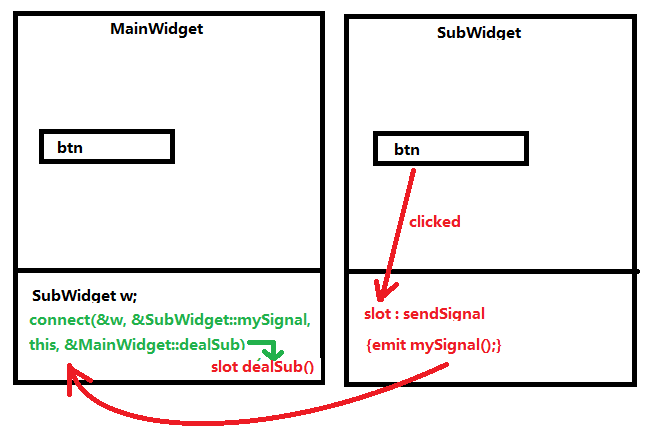 MainWidget
btn
SubWidget w;
connect(&w, &SubWidget::mySignal,
this, &MainWidget::dealSub)
slot dealSub()
SubWidget
btn
clicked
slot : sendSignal
{emit mySignal();}